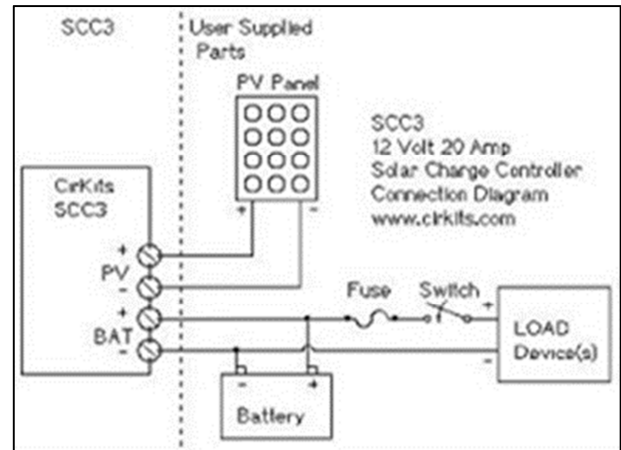 SCC3
User Supplied
Parts
PV Panel
+ -
SCC3
12 Volt 20 Amp
Solar Charge Controller
Connection Diagram
www.cirkits.com
CirKits
SCC3
+
PV
-
+
BAT
-
Fuse
Switch
+
LOAD
Device(s)
-
- +
Battery